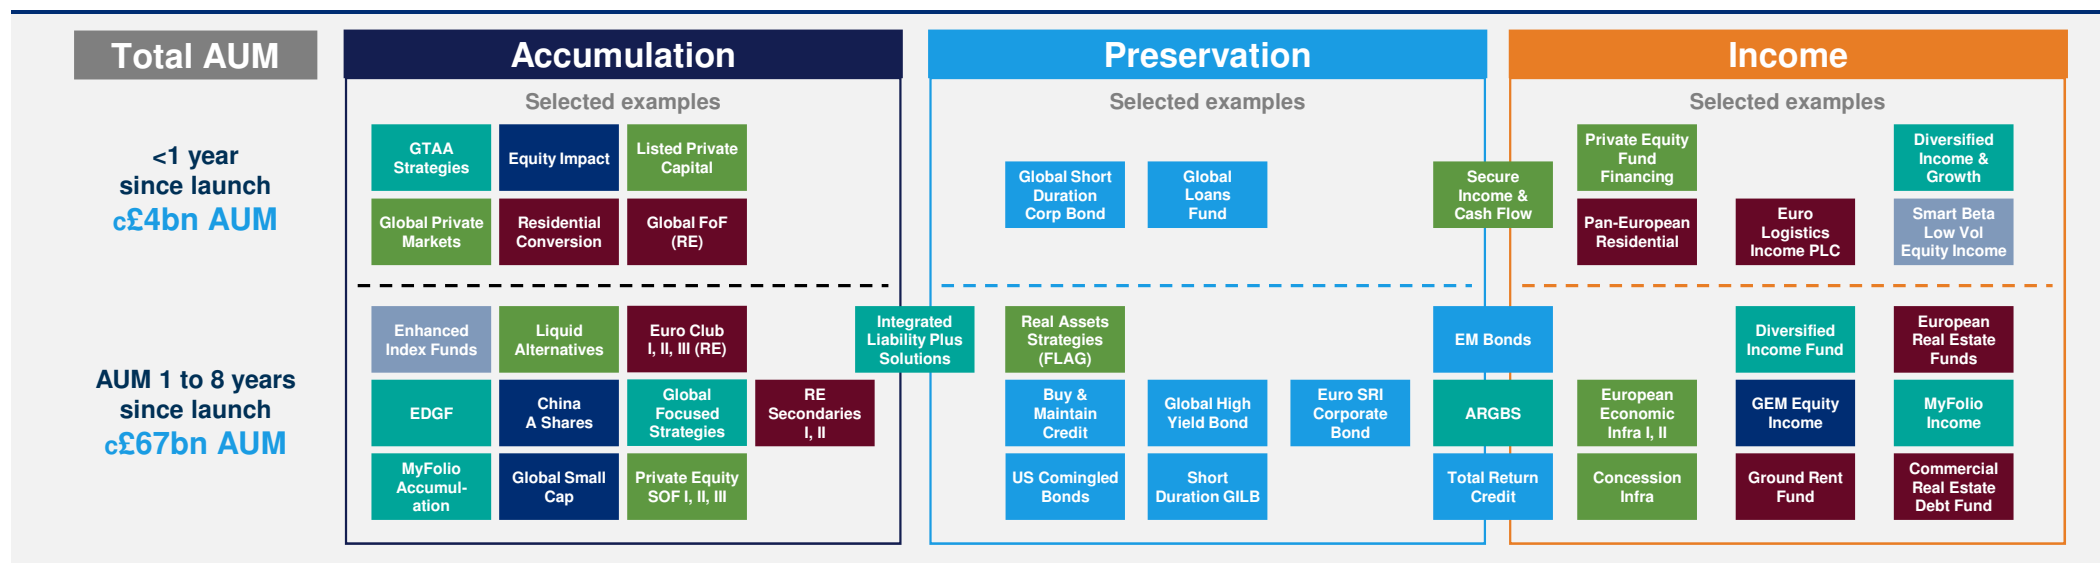 Total AUM
Accumulation
Preservation
Income
Selected examples
Selected examples
Selected examples
<1 year
since launch
c£4bn AUM
GTAA
Strategies
Equity Impact
Listed Private
Capital
Global Private
Markets
Residential
Conversion
Global FoF
(RE)
Global Short
Duration
Corp Bond
Global
Loans
Fund
Secure
Income &
Cash Flow
Private Equity
Fund
Financing
Diversified
Income &
Growth
Pan-European
Residential
Euro
Logistics
Income PLC
Smart Beta
Low Vol
Equity Income
AUM 1 to 8 years
since launch
c£67bn AUM
Enhanced
Index Funds
Liquid
Alternatives
Euro Club
I, II, III (RE)
Integrated
Liability Plus
Solutions
EDGF
China
A Shares
Global
Focused
Strategies
RE
Secondaries
I, II
MyFolio
Accumul-
ation
Global Small
Cap
Private Equity
SOF I, II, III
Real Assets
Strategies
(FLAG)
EM Bonds
Buy &
Maintain
Credit
Global High
Yield Bond
Euro SRI
Corporate
Bond
ARGBS
US Comingled
Bonds
Short
Duration GILB
Total Return
Credit
Diversified
Income Fund
European
Real Estate
Funds
European
Economic
Infra I, II
GEM Equity
Income
MyFolio
Income
Concession
Infra
Ground Rent
Fund
Commercial
Real Estate
Debt Fund